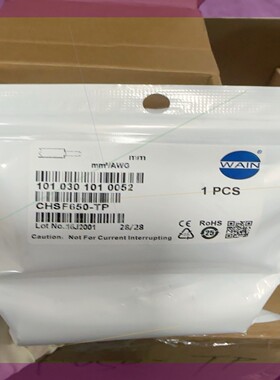 mm
mm²/AWG
101 030 101 0052
WAIN
1 PCS
CHSF650-TP
Lot No.16J2001 28/28
CE RoHS
Caution: Not For Current Interrupting